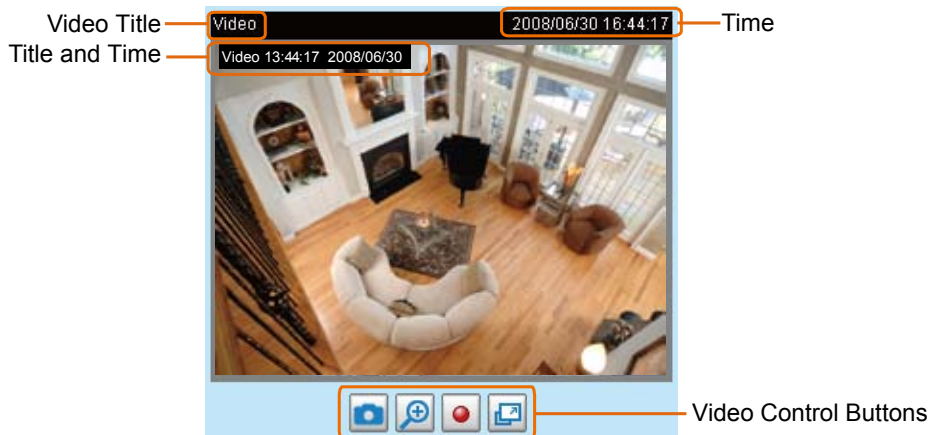 Video Title
Video
2008/06/30 16:44:17
Time
Title and Time
Video 13:44:17 2008/06/30
Video Control Buttons